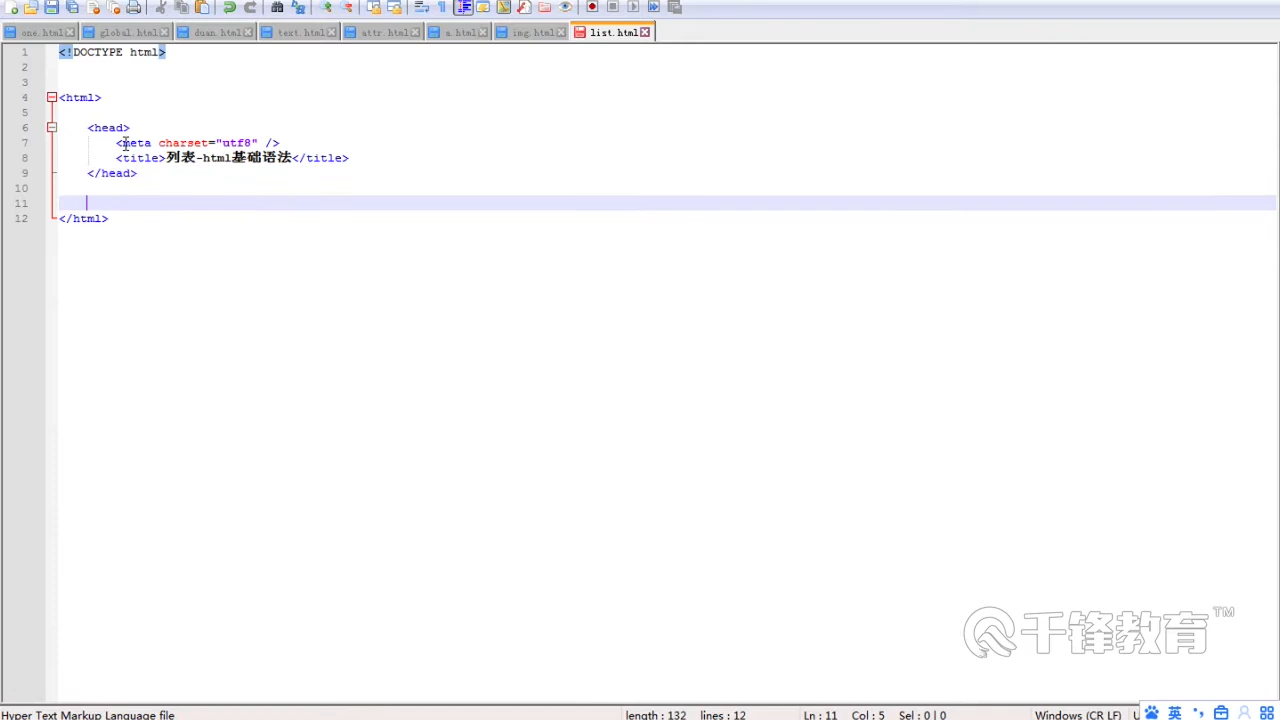 one.html global.html duan.html text.html attr.html a.html img.html list.html
1 <!DOCTYPE html>
2
3
4 <html>
5
6 <head>
7 <meta charset="utf8" />
8 <title>列表-html基础语法</title>
9 </head>
10
11
12 </html>
千锋教育™
Hyper Text Markup Language file length : 132 lines : 12 Ln : 11 Col : 5 Sel : 0 | 0 Windows (CR LF) 英